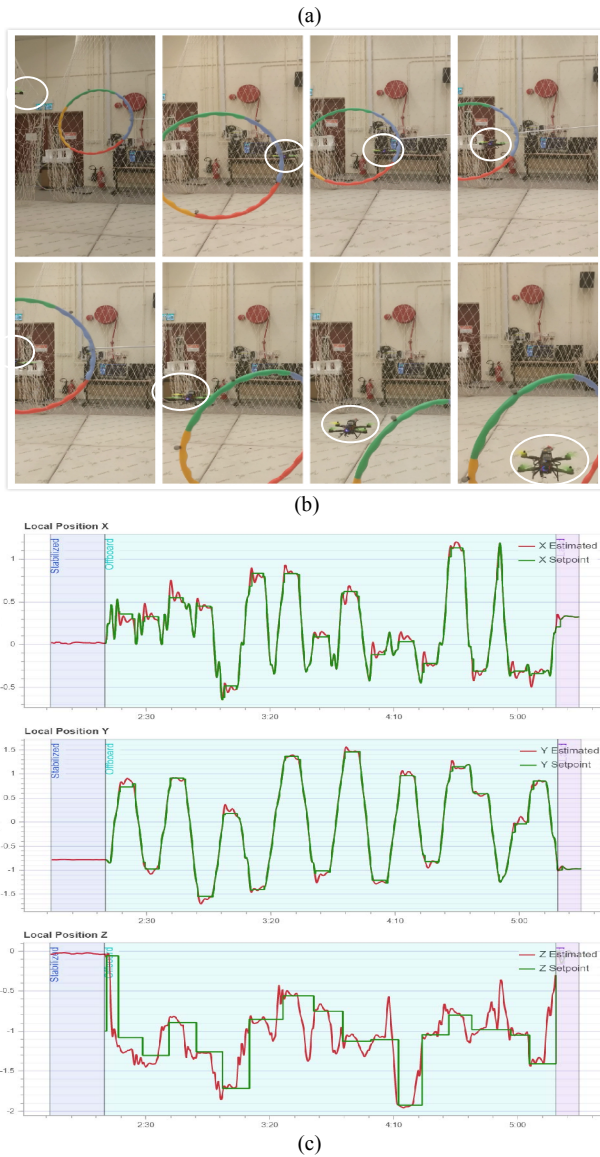 (a)
(b)
Local Position X
Stabilized
Offboard
X Estimated
X Setpoint
1
0.5
0
-0.5
2:30
3:20
4:10
5:00
Local Position Y
Stabilized
Offboard
Y Estimated
Y Setpoint
1.5
1
0.5
0
-0.5
-1
-1.5
2:30
3:20
4:10
5:00
Local Position Z
Stabilized
Offboard
Z Estimated
Z Setpoint
0
-0.5
-1
-1.5
-2
2:30
3:20
4:10
5:00
(c)